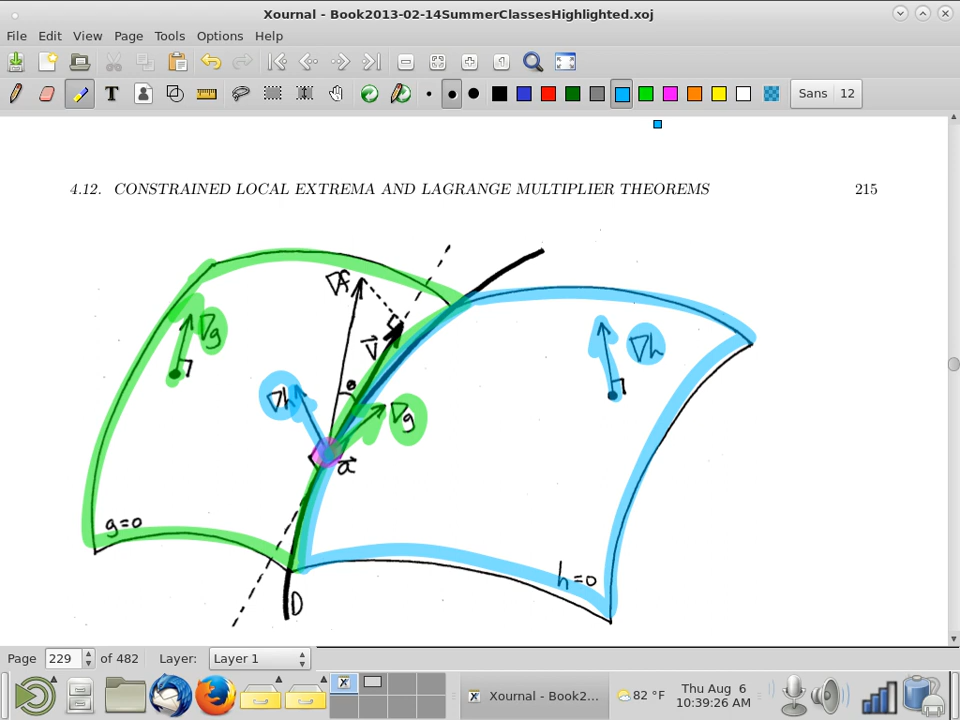 Xournal - Book2013-02-14SummerClassesHighlighted.xoj
File Edit View Page Tools Options Help
T
Sans 12
4.12. CONSTRAINED LOCAL EXTREMA AND LAGRANGE MULTIPLIER THEOREMS 215
∇f
∇g
∇h
v⃗
θ
∇h
∇g
a⃗
g=0
h=0
D
Page 229 of 482 Layer: Layer 1
Xournal - Book2...
82 °F
Thu Aug 6
10:39:26 AM